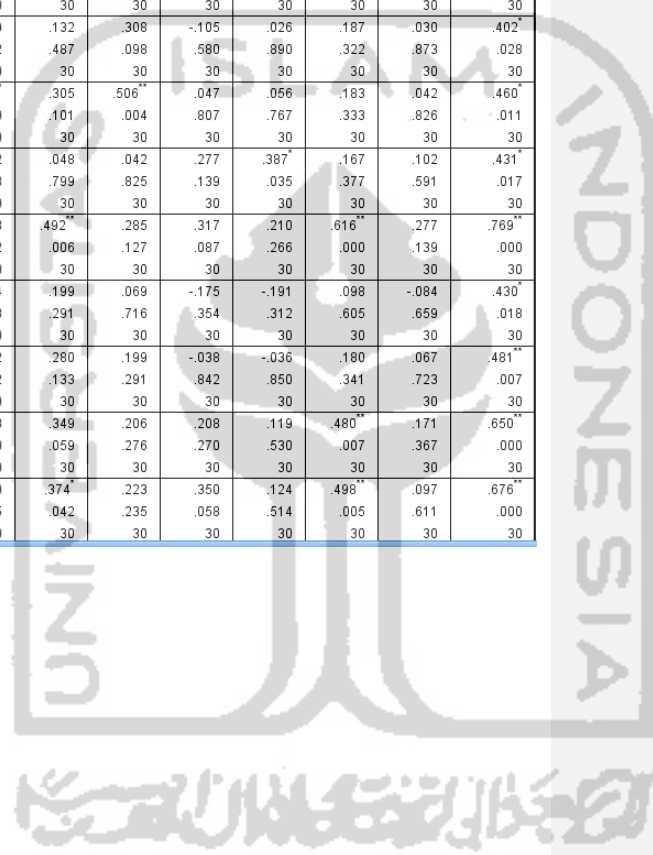 30 30 30 30 30 30 30
.132 .308 -.105 .026 .187 .030 .402*
.487 .098 .580 .890 .322 .873 .028
30 30 30 30 30 30 30
.305 .506** .047 .056 .183 .042 .460*
.101 .004 .807 .767 .333 .826 .011
30 30 30 30 30 30 30
.048 .042 .277 .387* .167 .102 .431*
.799 .825 .139 .035 .377 .591 .017
30 30 30 30 30 30 30
.492** .285 .317 .210 .616** .277 .769**
.006 .127 .087 .266 .000 .139 .000
30 30 30 30 30 30 30
.199 .069 -.175 -.191 .098 -.084 .430*
.291 .716 .354 .312 .605 .659 .018
30 30 30 30 30 30 30
.280 .199 -.038 -.036 .180 .067 .481**
.133 .291 .842 .850 .341 .723 .007
30 30 30 30 30 30 30
.349 .206 .208 .119 .480** .171 .650**
.059 .276 .270 .530 .007 .367 .000
30 30 30 30 30 30 30
.374* .223 .350 .124 .498** .097 .676**
.042 .235 .058 .514 .005 .611 .000
30 30 30 30 30 30 30
UNIVERSITAS
ISLAM
INDONESIA